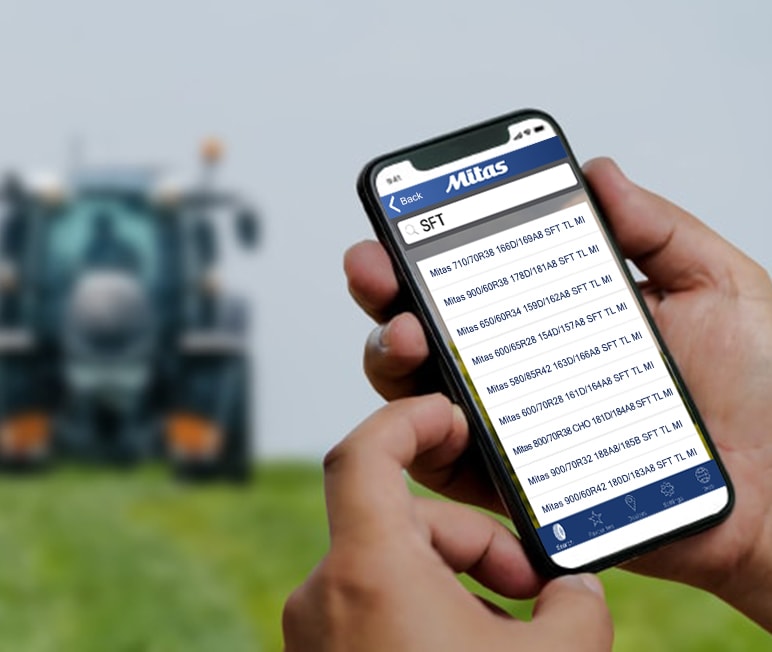 9:41
Back
Mitas
SFT
Mitas 710/70R38 166D/169A8 SFT TL MI
Mitas 900/60R38 178D/181A8 SFT TL MI
Mitas 650/60R34 159D/162A8 SFT TL MI
Mitas 600/65R28 154D/157A8 SFT TL MI
Mitas 580/85R42 163D/166A8 SFT TL MI
Mitas 600/70R28 161D/164A8 SFT TL MI
Mitas 800/70R38 CHO 181D/184A8 SFT TL MI
Mitas 900/70R32 188A8/185B SFT TL MI
Mitas 900/60R42 180D/183A8 SFT TL MI